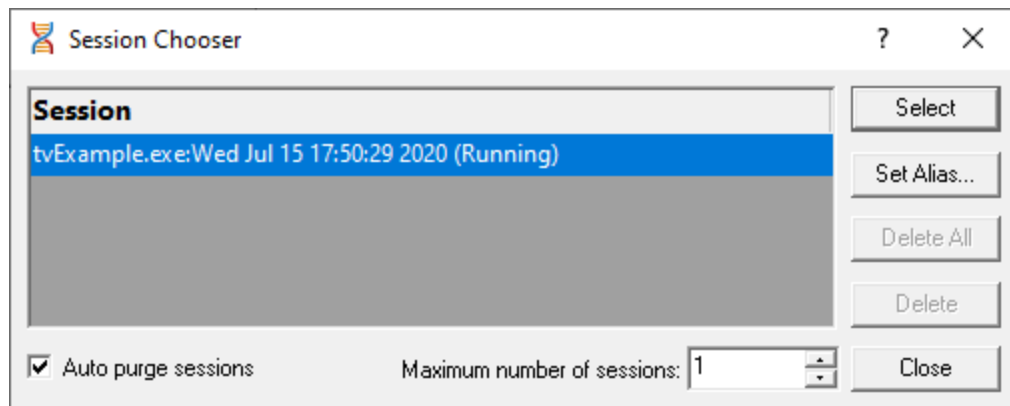 Session Chooser
?
Session
Select
tvExample.exe:Wed Jul 15 17:50:29 2020 (Running)
Set Alias...
Delete All
Delete
Auto purge sessions
Maximum number of sessions: 1
Close